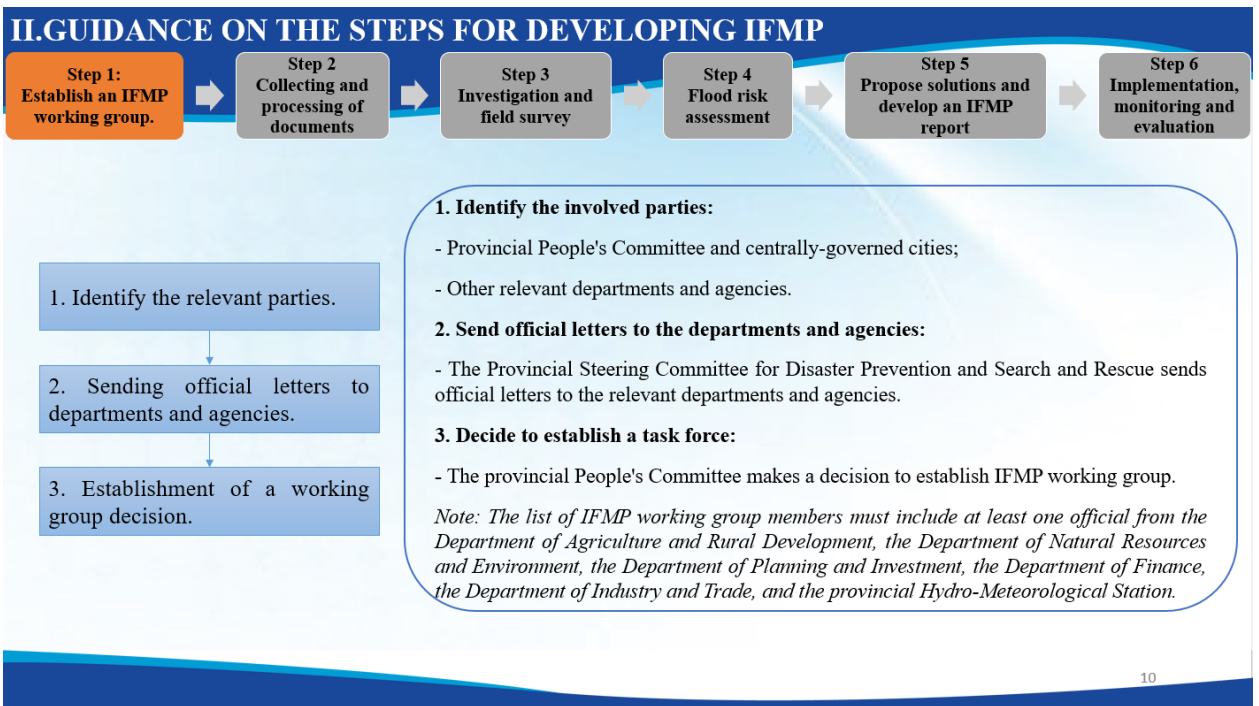 II.GUIDANCE ON THE STEPS FOR DEVELOPING IFMP
Step 1:
Establish an IFMP
working group.
Step 2
Collecting and
processing of
documents
Step 3
Investigation and
field survey
Step 4
Flood risk
assessment
Step 5
Propose solutions and
develop an IFMP
report
Step 6
Implementation,
monitoring and
evaluation
1. Identify the relevant parties.
2. Sending official letters to
departments and agencies.
3. Establishment of a working
group decision.
1. Identify the involved parties:
- Provincial People's Committee and centrally-governed cities;
- Other relevant departments and agencies.
2. Send official letters to the departments and agencies:
- The Provincial Steering Committee for Disaster Prevention and Search and Rescue sends
official letters to the relevant departments and agencies.
3. Decide to establish a task force:
- The provincial People's Committee makes a decision to establish IFMP working group.
Note: The list of IFMP working group members must include at least one official from the
Department of Agriculture and Rural Development, the Department of Natural Resources
and Environment, the Department of Planning and Investment, the Department of Finance,
the Department of Industry and Trade, and the provincial Hydro-Meteorological Station.
10